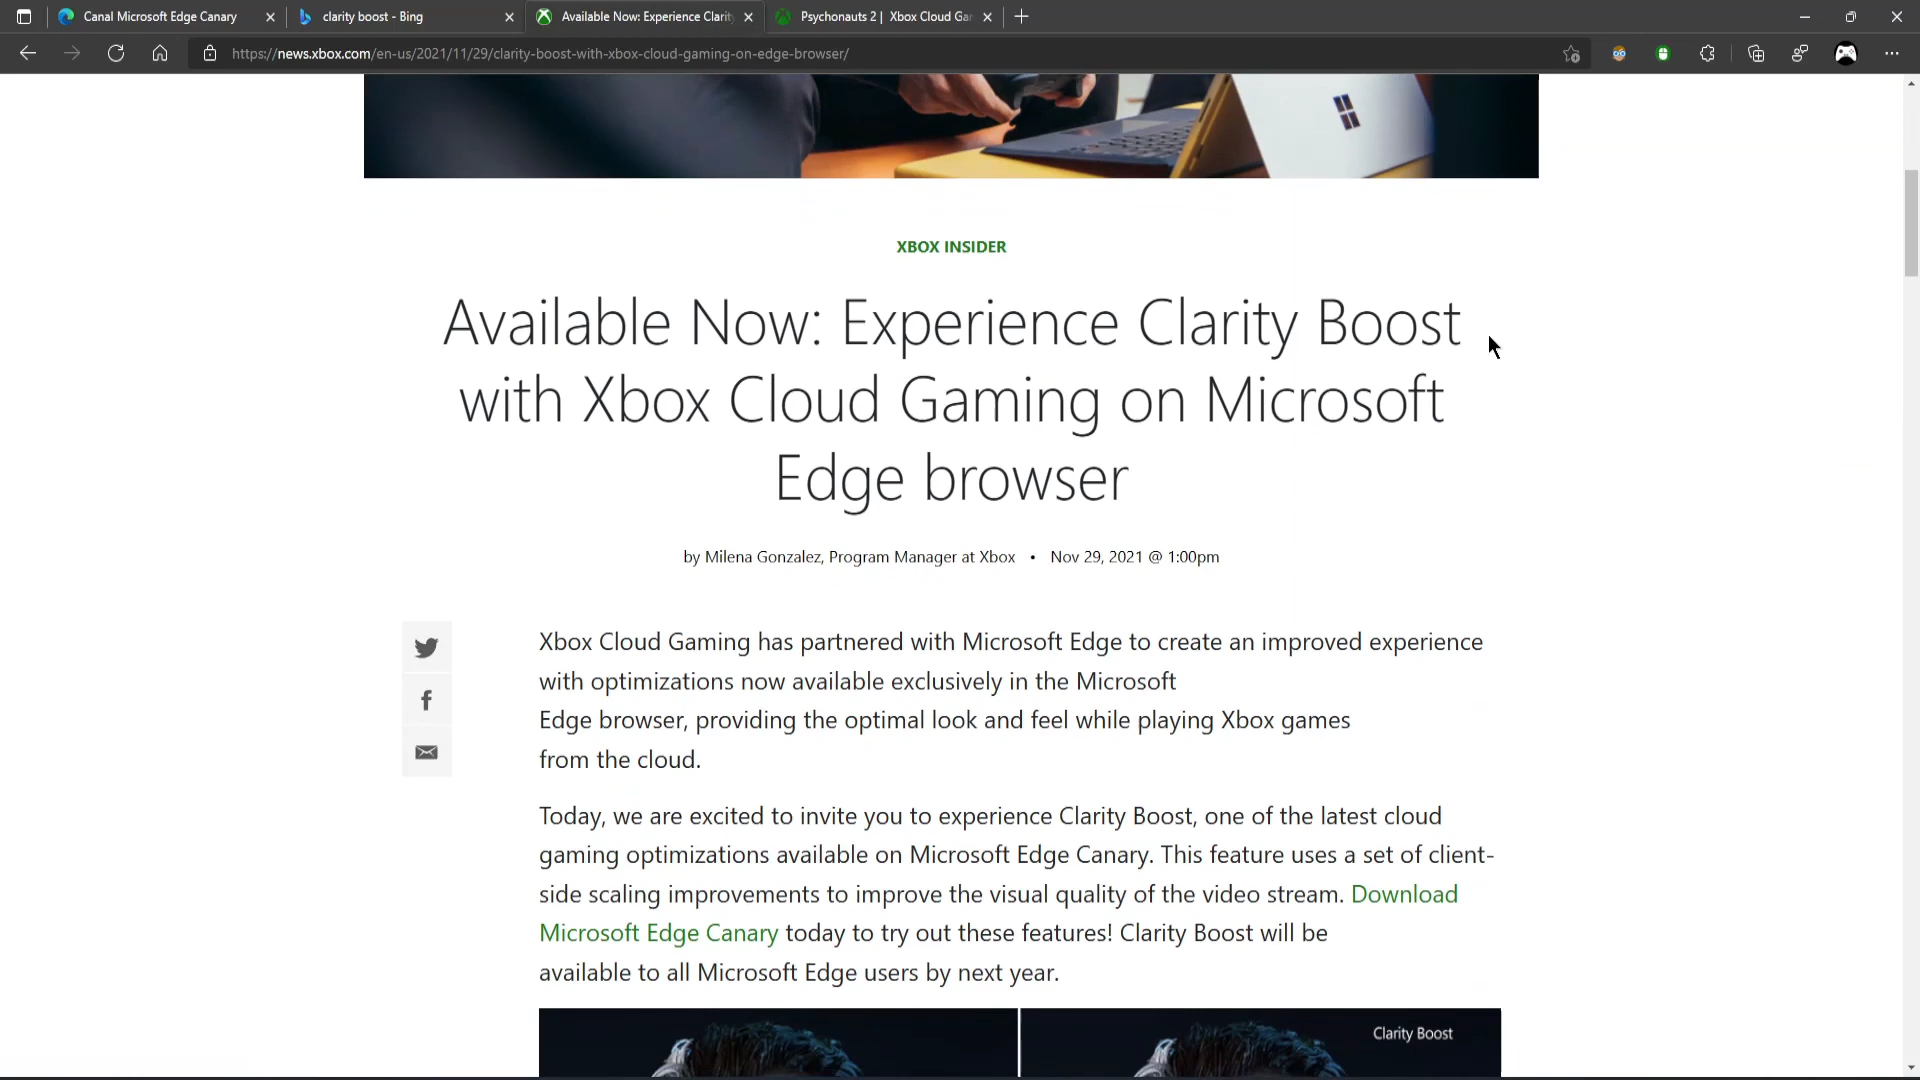 Canal Microsoft Edge Canary
clarity boost - Bing
Available Now: Experience Clarit
Psychonauts 2 | Xbox Cloud Ga
https://news.xbox.com/en-us/2021/11/29/clarity-boost-with-xbox-cloud-gaming-on-edge-browser/
XBOX INSIDER
Available Now: Experience Clarity Boost
with Xbox Cloud Gaming on Microsoft
Edge browser
by Milena Gonzalez, Program Manager at Xbox • Nov 29, 2021 @ 1:00pm
Xbox Cloud Gaming has partnered with Microsoft Edge to create an improved experience
with optimizations now available exclusively in the Microsoft
Edge browser, providing the optimal look and feel while playing Xbox games
from the cloud.
Today, we are excited to invite you to experience Clarity Boost, one of the latest cloud
gaming optimizations available on Microsoft Edge Canary. This feature uses a set of client-
side scaling improvements to improve the visual quality of the video stream. Download
Microsoft Edge Canary today to try out these features! Clarity Boost will be
available to all Microsoft Edge users by next year.
Clarity Boost